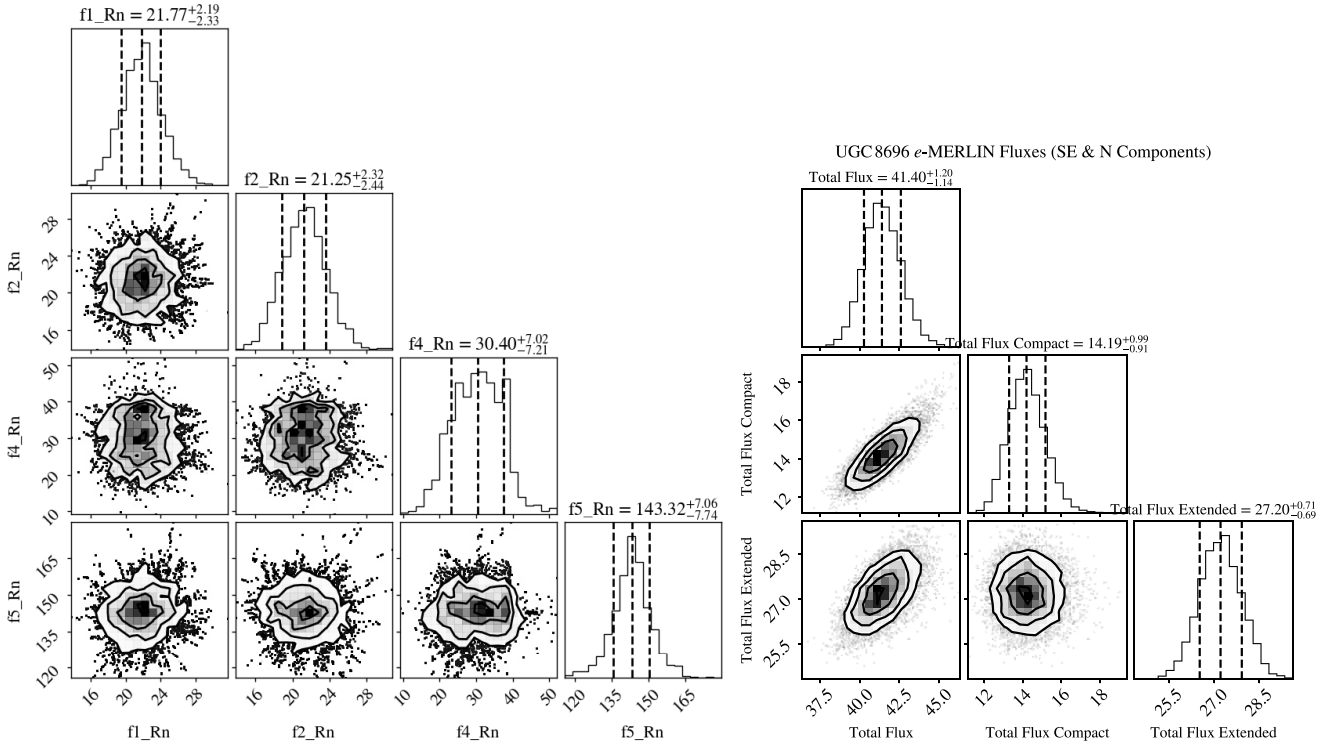 f1_Rn = 21.77 +2.19 −2.33
f2_Rn
28
24
20
16
f2_Rn = 21.25 +2.32 −2.44
f4_Rn
50
40
30
20
10
f4_Rn = 30.40 +7.02 −7.21
f5_Rn
165
150
135
120
f5_Rn = 143.32 +7.06 −7.74
16 20 24 28
f1_Rn
16 20 24 28
f2_Rn
10 20 30 40 50
f4_Rn
120 135 150 165
f5_Rn
UGC 8696 e-MERLIN Fluxes (SE & N Components)
Total Flux = 41.40 +1.20 −1.14
Total Flux Compact
18
16
14
12
Total Flux Compact = 14.19 +0.99 −0.91
Total Flux Extended
28.5
27.0
25.5
Total Flux Extended = 27.20 +0.71 −0.69
37.5 40.0 42.5 45.0
Total Flux
12 14 16 18
Total Flux Compact
25.5 27.0 28.5
Total Flux Extended